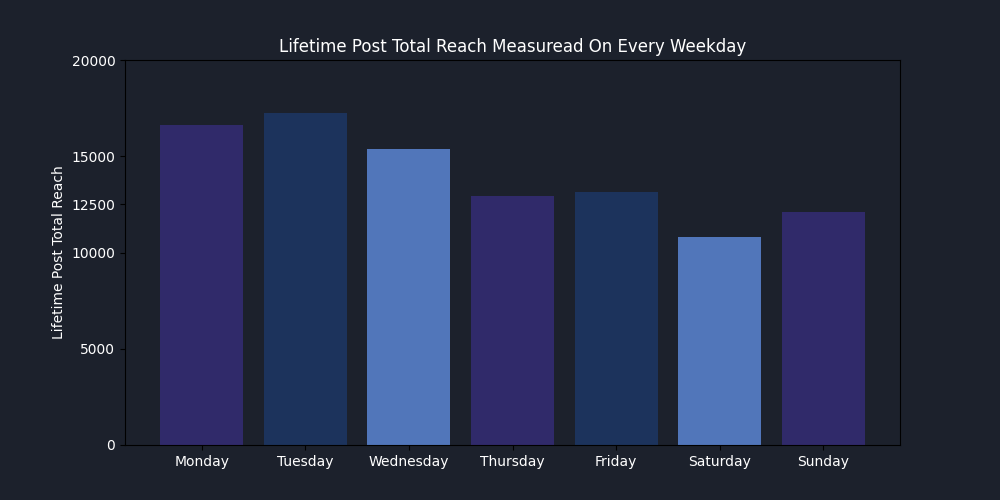 Lifetime Post Total Reach Measuread On Every Weekday
Lifetime Post Total Reach
20000
15000
12500
10000
5000
0
Monday Tuesday Wednesday Thursday Friday Saturday Sunday